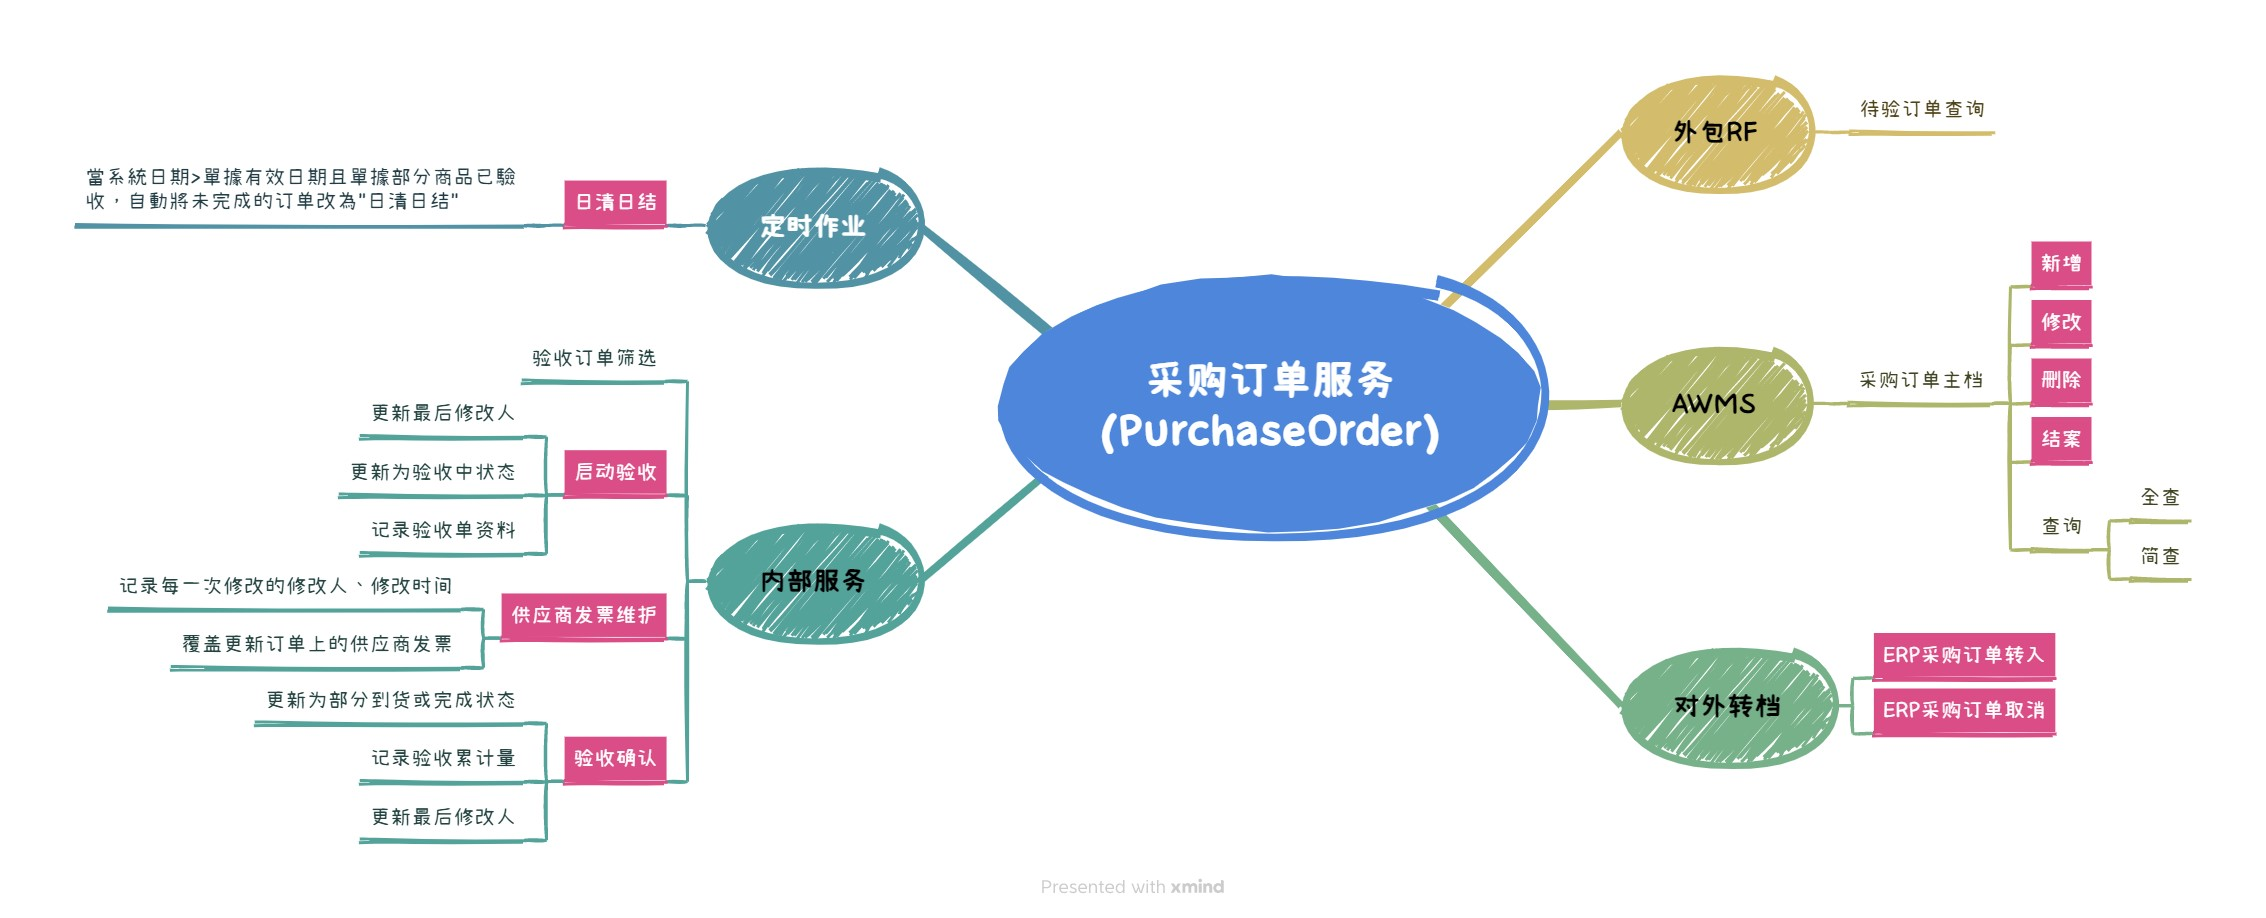 采购订单服务
(PurchaseOrder)
外包RF
待验订单查询
AWMS
采购订单主档
新增
修改
删除
结案
查询
全查
简查
对外转档
ERP采购订单转入
ERP采购订单取消
定时作业
日清日结
當系統日期>單據有效日期且單據部分商品已驗
收，自動將未完成的订单改為"日清日结"
内部服务
验收订单筛选
启动验收
更新最后修改人
更新为验收中状态
记录验收单资料
供应商发票维护
记录每一次修改的修改人、修改时间
覆盖更新订单上的供应商发票
验收确认
更新为部分到货或完成状态
记录验收累计量
更新最后修改人
Presented with xmind